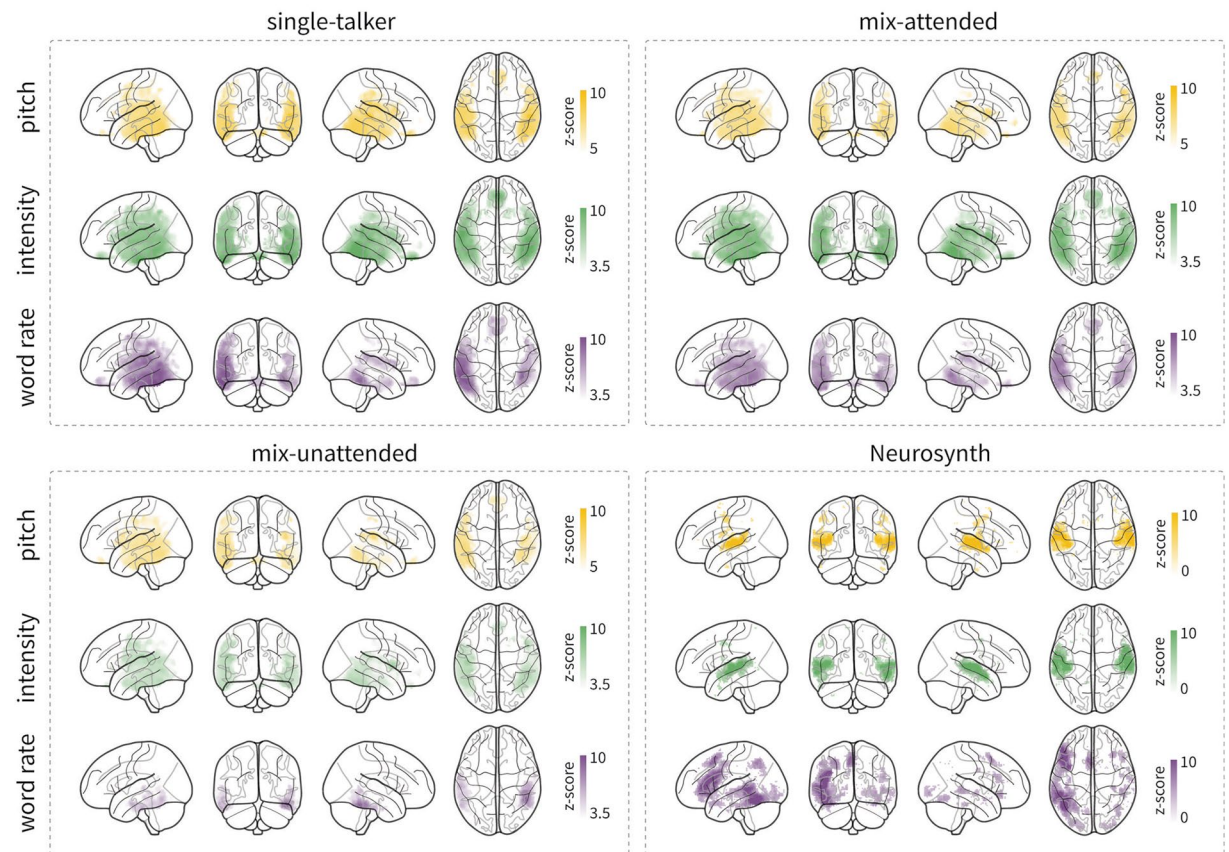 single-talker
mix-attended
pitch
z-score
10
5
z-score
10
5
intensity
z-score
10
3.5
z-score
10
3.5
word rate
z-score
10
3.5
z-score
10
3.5
mix-unattended
Neurosynth
pitch
z-score
10
5
z-score
10
0
intensity
z-score
10
3.5
z-score
10
0
word rate
z-score
10
3.5
z-score
10
0